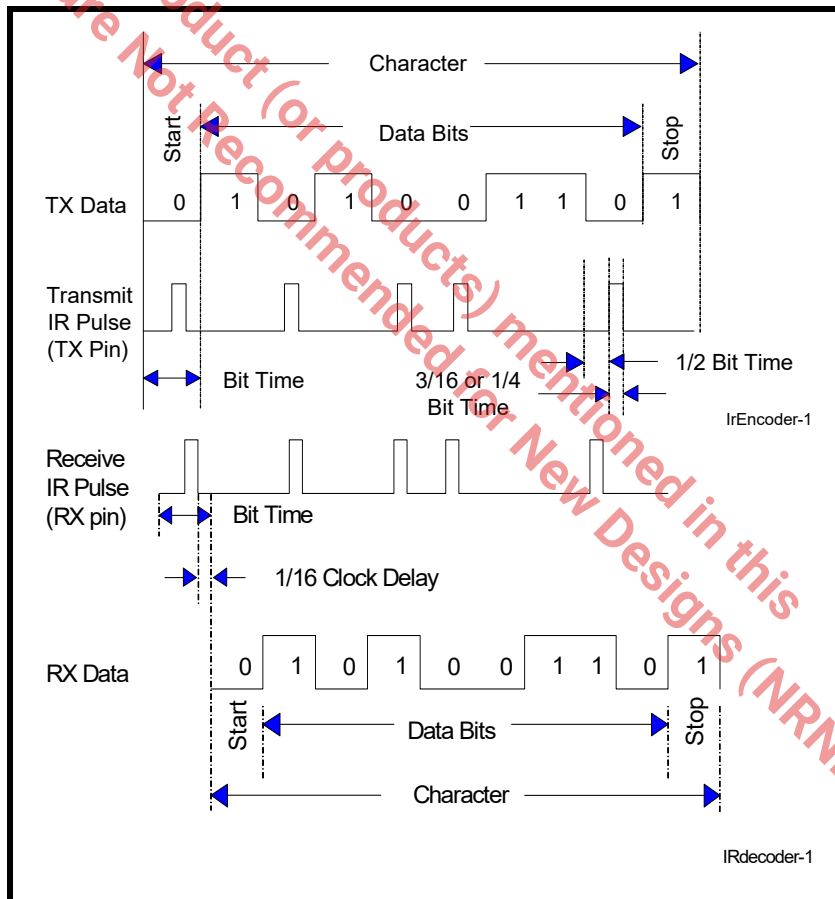 Character
Start
Data Bits
Stop
TX Data
0 1 0 1 0 0 1 1 0 1
Transmit
IR Pulse
(TX Pin)
Bit Time
3/16 or 1/4
Bit Time
1/2 Bit Time
IrEncoder-1
Receive
IR Pulse
(RX pin)
Bit Time
1/16 Clock Delay
RX Data
0 1 0 1 0 0 1 1 0 1
Start
Data Bits
Stop
Character
IRdecoder-1
product (or products) mentioned in this
are Not Recommended for New Designs